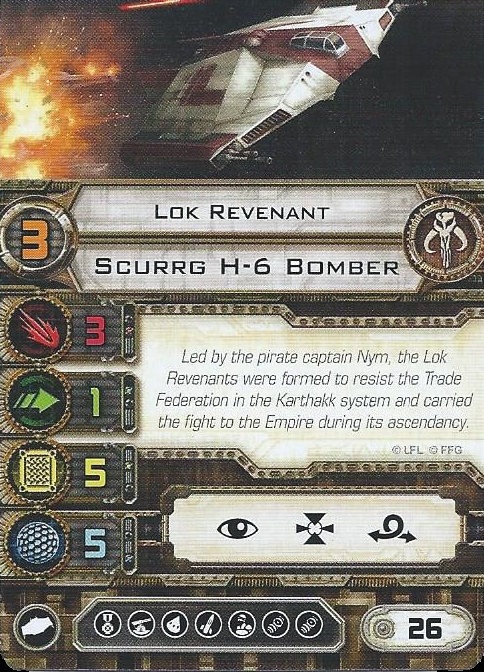 Lok Revenant
3
Scurrg H-6 Bomber
3
Led by the pirate captain Nym, the Lok
Revenants were formed to resist the Trade
Federation in the Karthakk system and carried
the fight to the Empire during its ascendancy.
© LFL © FFG
1
5
5
26